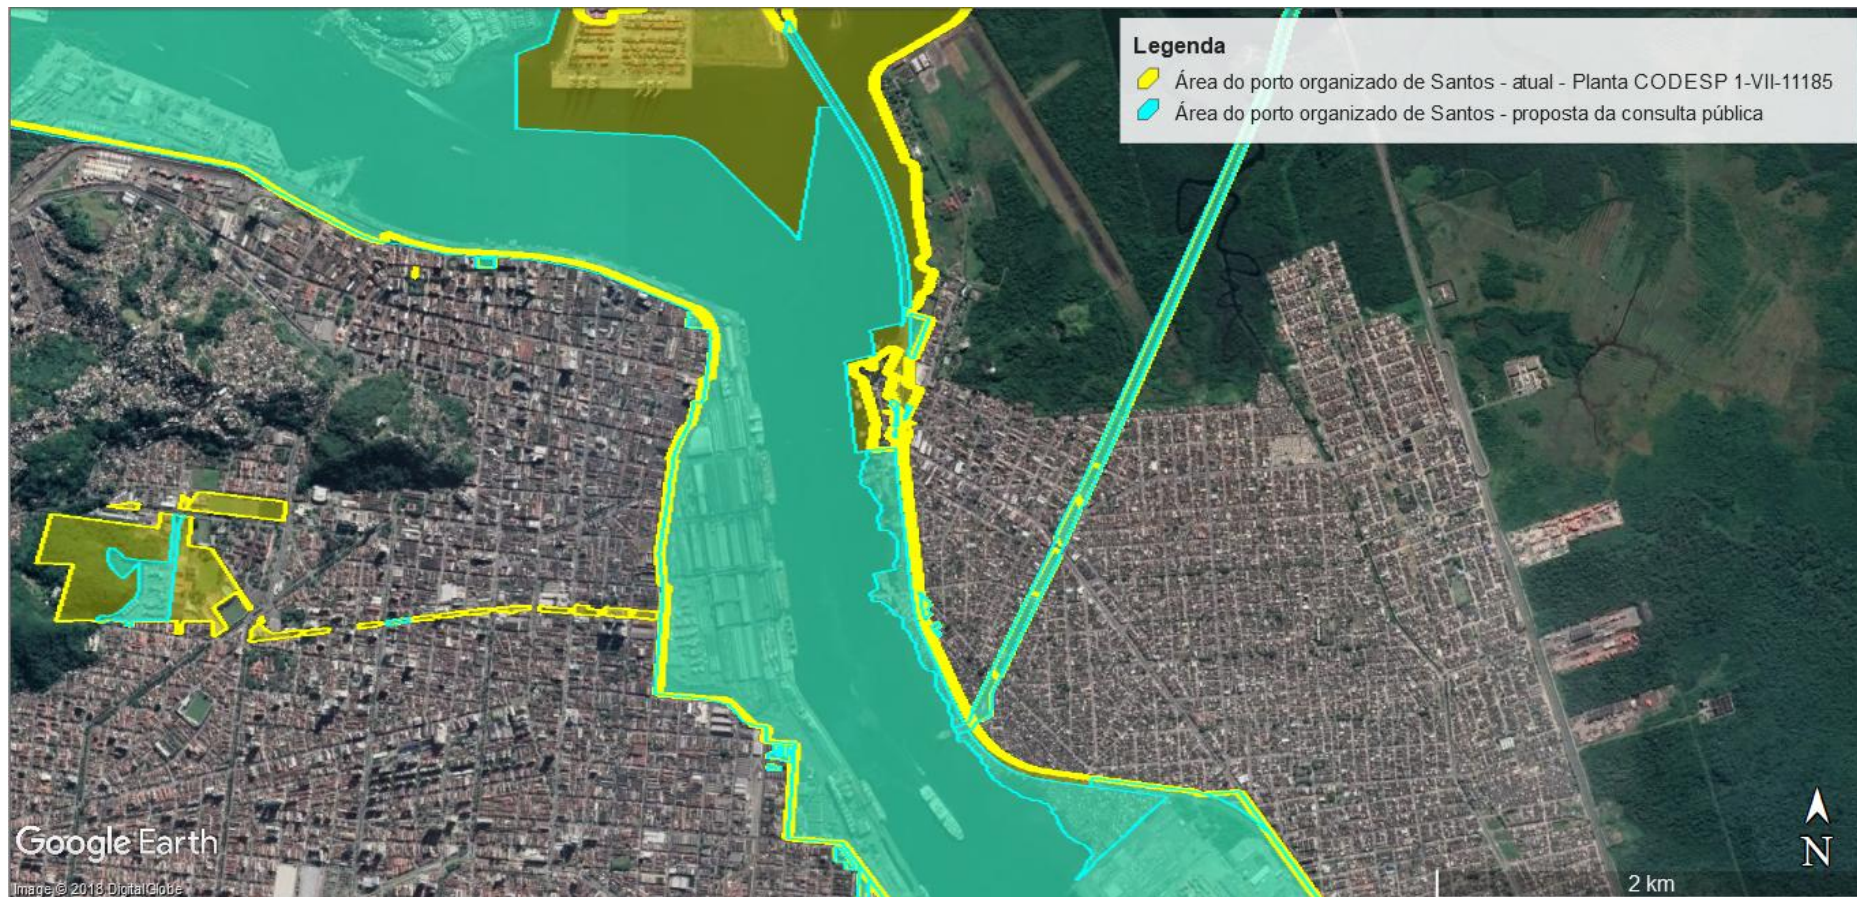 Legenda
Área do porto organizado de Santos - atual - Planta CODESP 1-VII-11185
Área do porto organizado de Santos - proposta da consulta pública
N
Google Earth
2 km
Image © 2018 DigitalGlobe